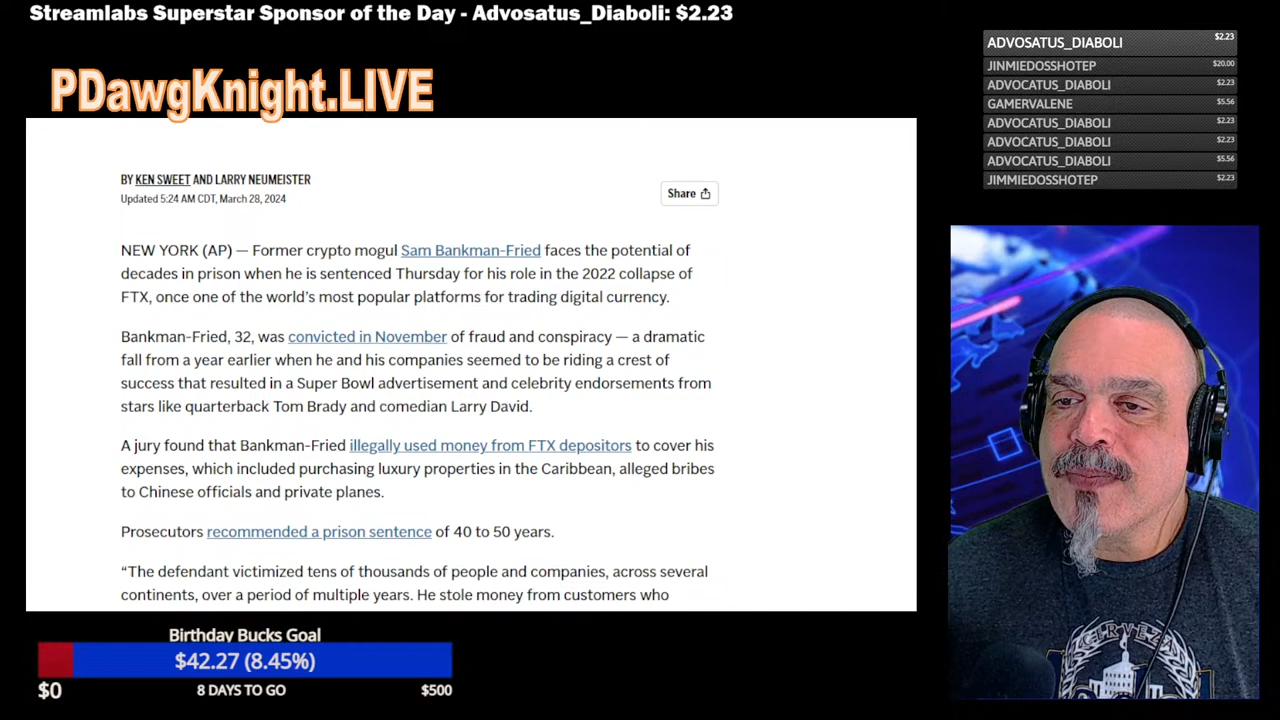 Streamlabs Superstar Sponsor of the Day - Advosatus_Diaboli: $2.23
PDawgKnight.LIVE
ADVOSATUS_DIABOLI $2.23
JINMIEDOSSHOTEP $20.00
ADVOCATUS_DIABOLI $2.23
GAMERVALENE $5.56
ADVOCATUS_DIABOLI $2.23
ADVOCATUS_DIABOLI $2.23
ADVOCATUS_DIABOLI $5.56
JIMMIEDOSSHOTEP $2.23
BY KEN SWEET AND LARRY NEUMEISTER
Updated 5:24 AM CDT, March 28, 2024
Share
NEW YORK (AP) — Former crypto mogul Sam Bankman-Fried faces the potential of
decades in prison when he is sentenced Thursday for his role in the 2022 collapse of
FTX, once one of the world's most popular platforms for trading digital currency.
Bankman-Fried, 32, was convicted in November of fraud and conspiracy — a dramatic
fall from a year earlier when he and his companies seemed to be riding a crest of
success that resulted in a Super Bowl advertisement and celebrity endorsements from
stars like quarterback Tom Brady and comedian Larry David.
A jury found that Bankman-Fried illegally used money from FTX depositors to cover his
expenses, which included purchasing luxury properties in the Caribbean, alleged bribes
to Chinese officials and private planes.
Prosecutors recommended a prison sentence of 40 to 50 years.
“The defendant victimized tens of thousands of people and companies, across several
continents, over a period of multiple years. He stole money from customers who
Birthday Bucks Goal
$42.27 (8.45%)
$0 8 DAYS TO GO $500
CERVEZA